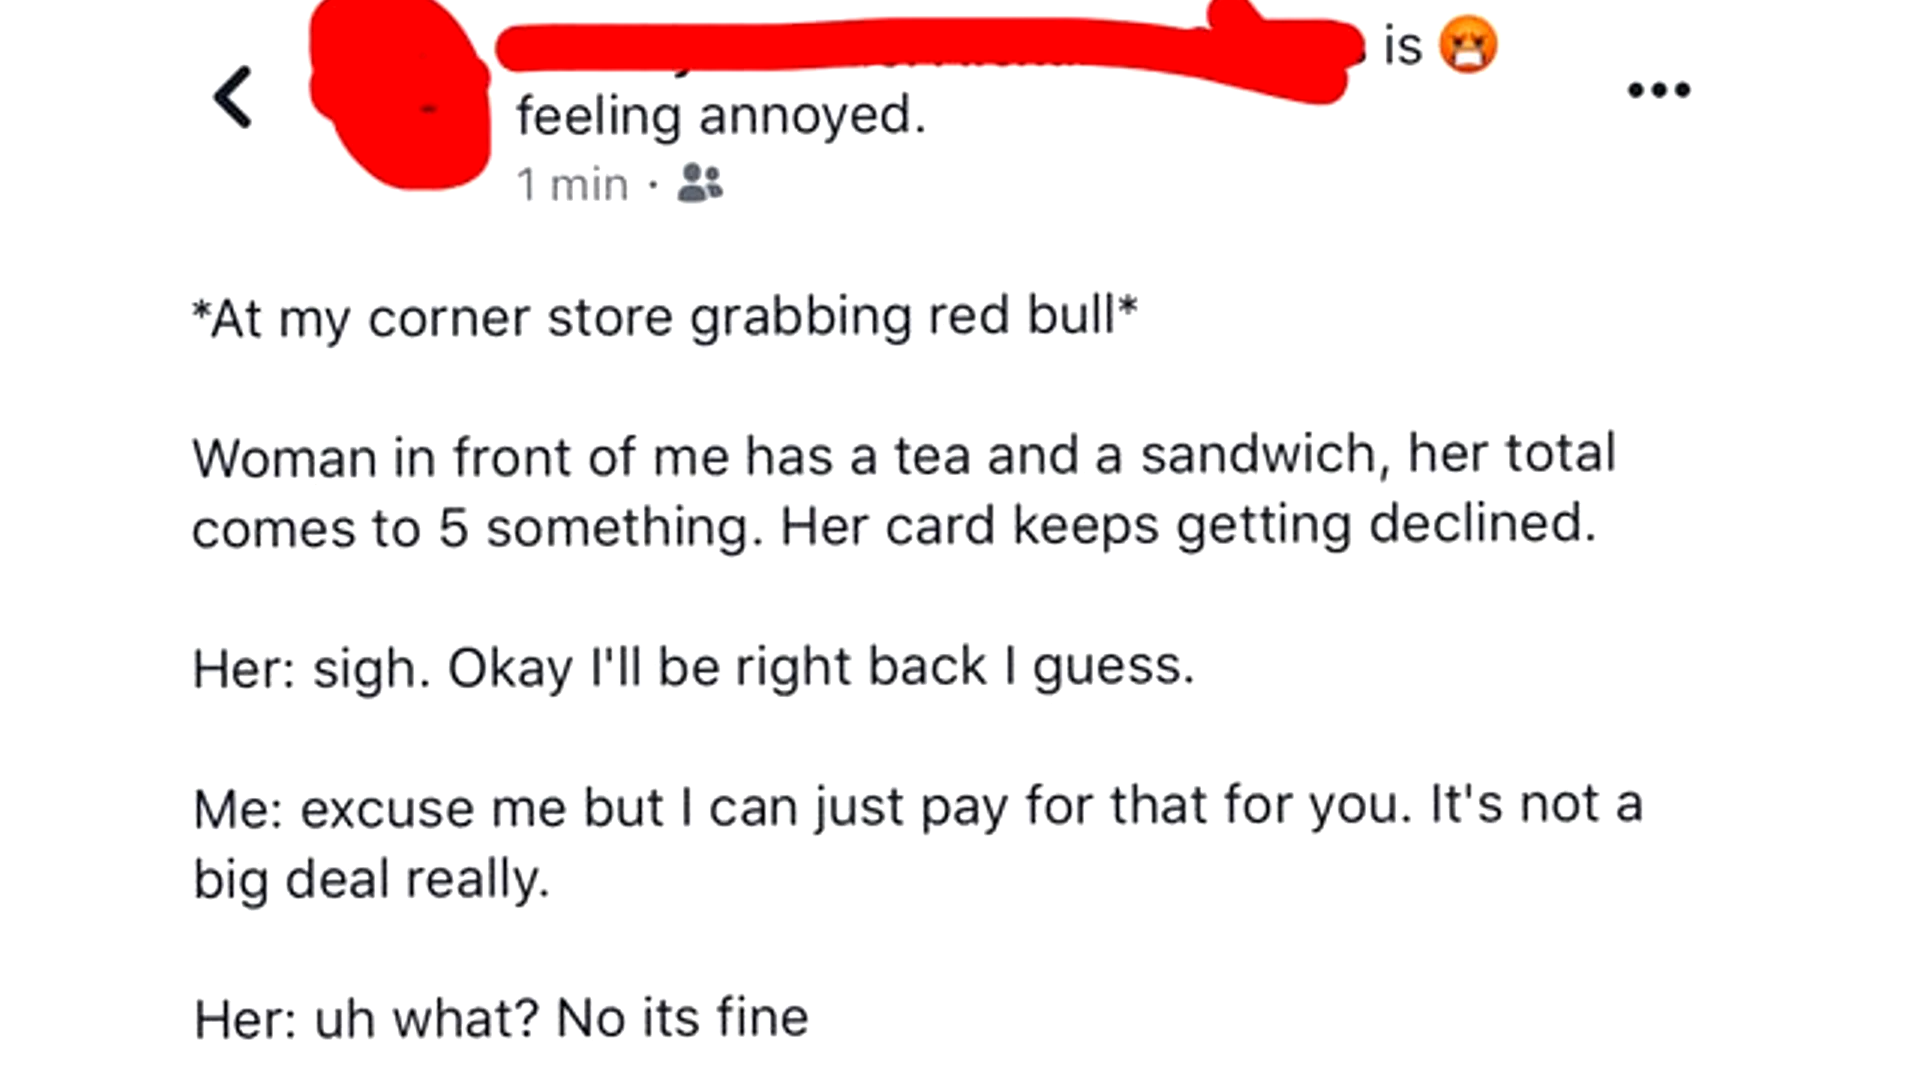 is 😡
feeling annoyed.
1 min ·
*At my corner store grabbing red bull*
Woman in front of me has a tea and a sandwich, her total
comes to 5 something. Her card keeps getting declined.
Her: sigh. Okay I'll be right back I guess.
Me: excuse me but I can just pay for that for you. It's not a
big deal really.
Her: uh what? No its fine